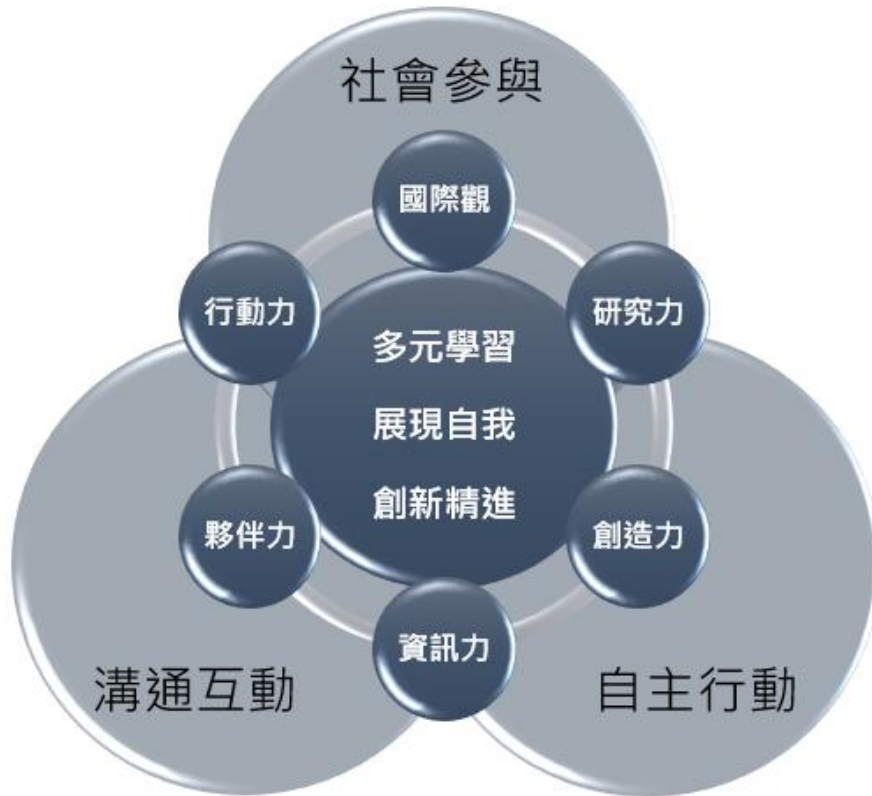 社會參與
國際觀
行動力
研究力
多元學習
展現自我
創新精進
夥伴力
創造力
資訊力
溝通互動
自主行動